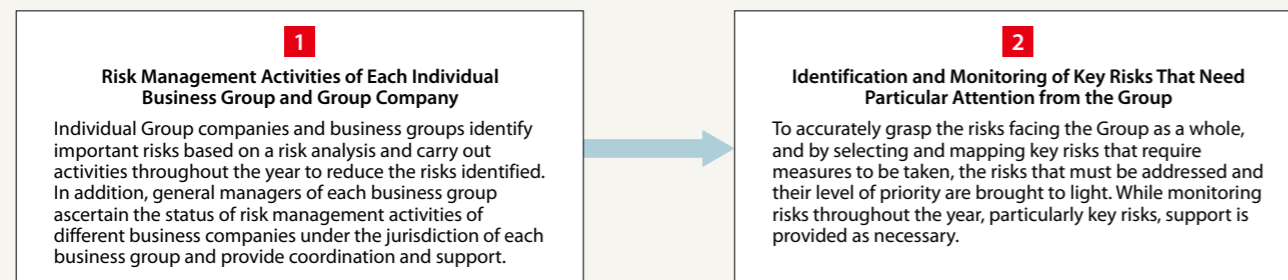 1
Risk Management Activities of Each Individual
Business Group and Group Company
Individual Group companies and business groups identify
important risks based on a risk analysis and carry out
activities throughout the year to reduce the risks identified.
In addition, general managers of each business group
ascertain the status of risk management activities of
different business companies under the jurisdiction of each
business group and provide coordination and support.
2
Identification and Monitoring of Key Risks That Need
Particular Attention from the Group
To accurately grasp the risks facing the Group as a whole,
and by selecting and mapping key risks that require
measures to be taken, the risks that must be addressed and
their level of priority are brought to light. While monitoring
risks throughout the year, particularly key risks, support is
provided as necessary.